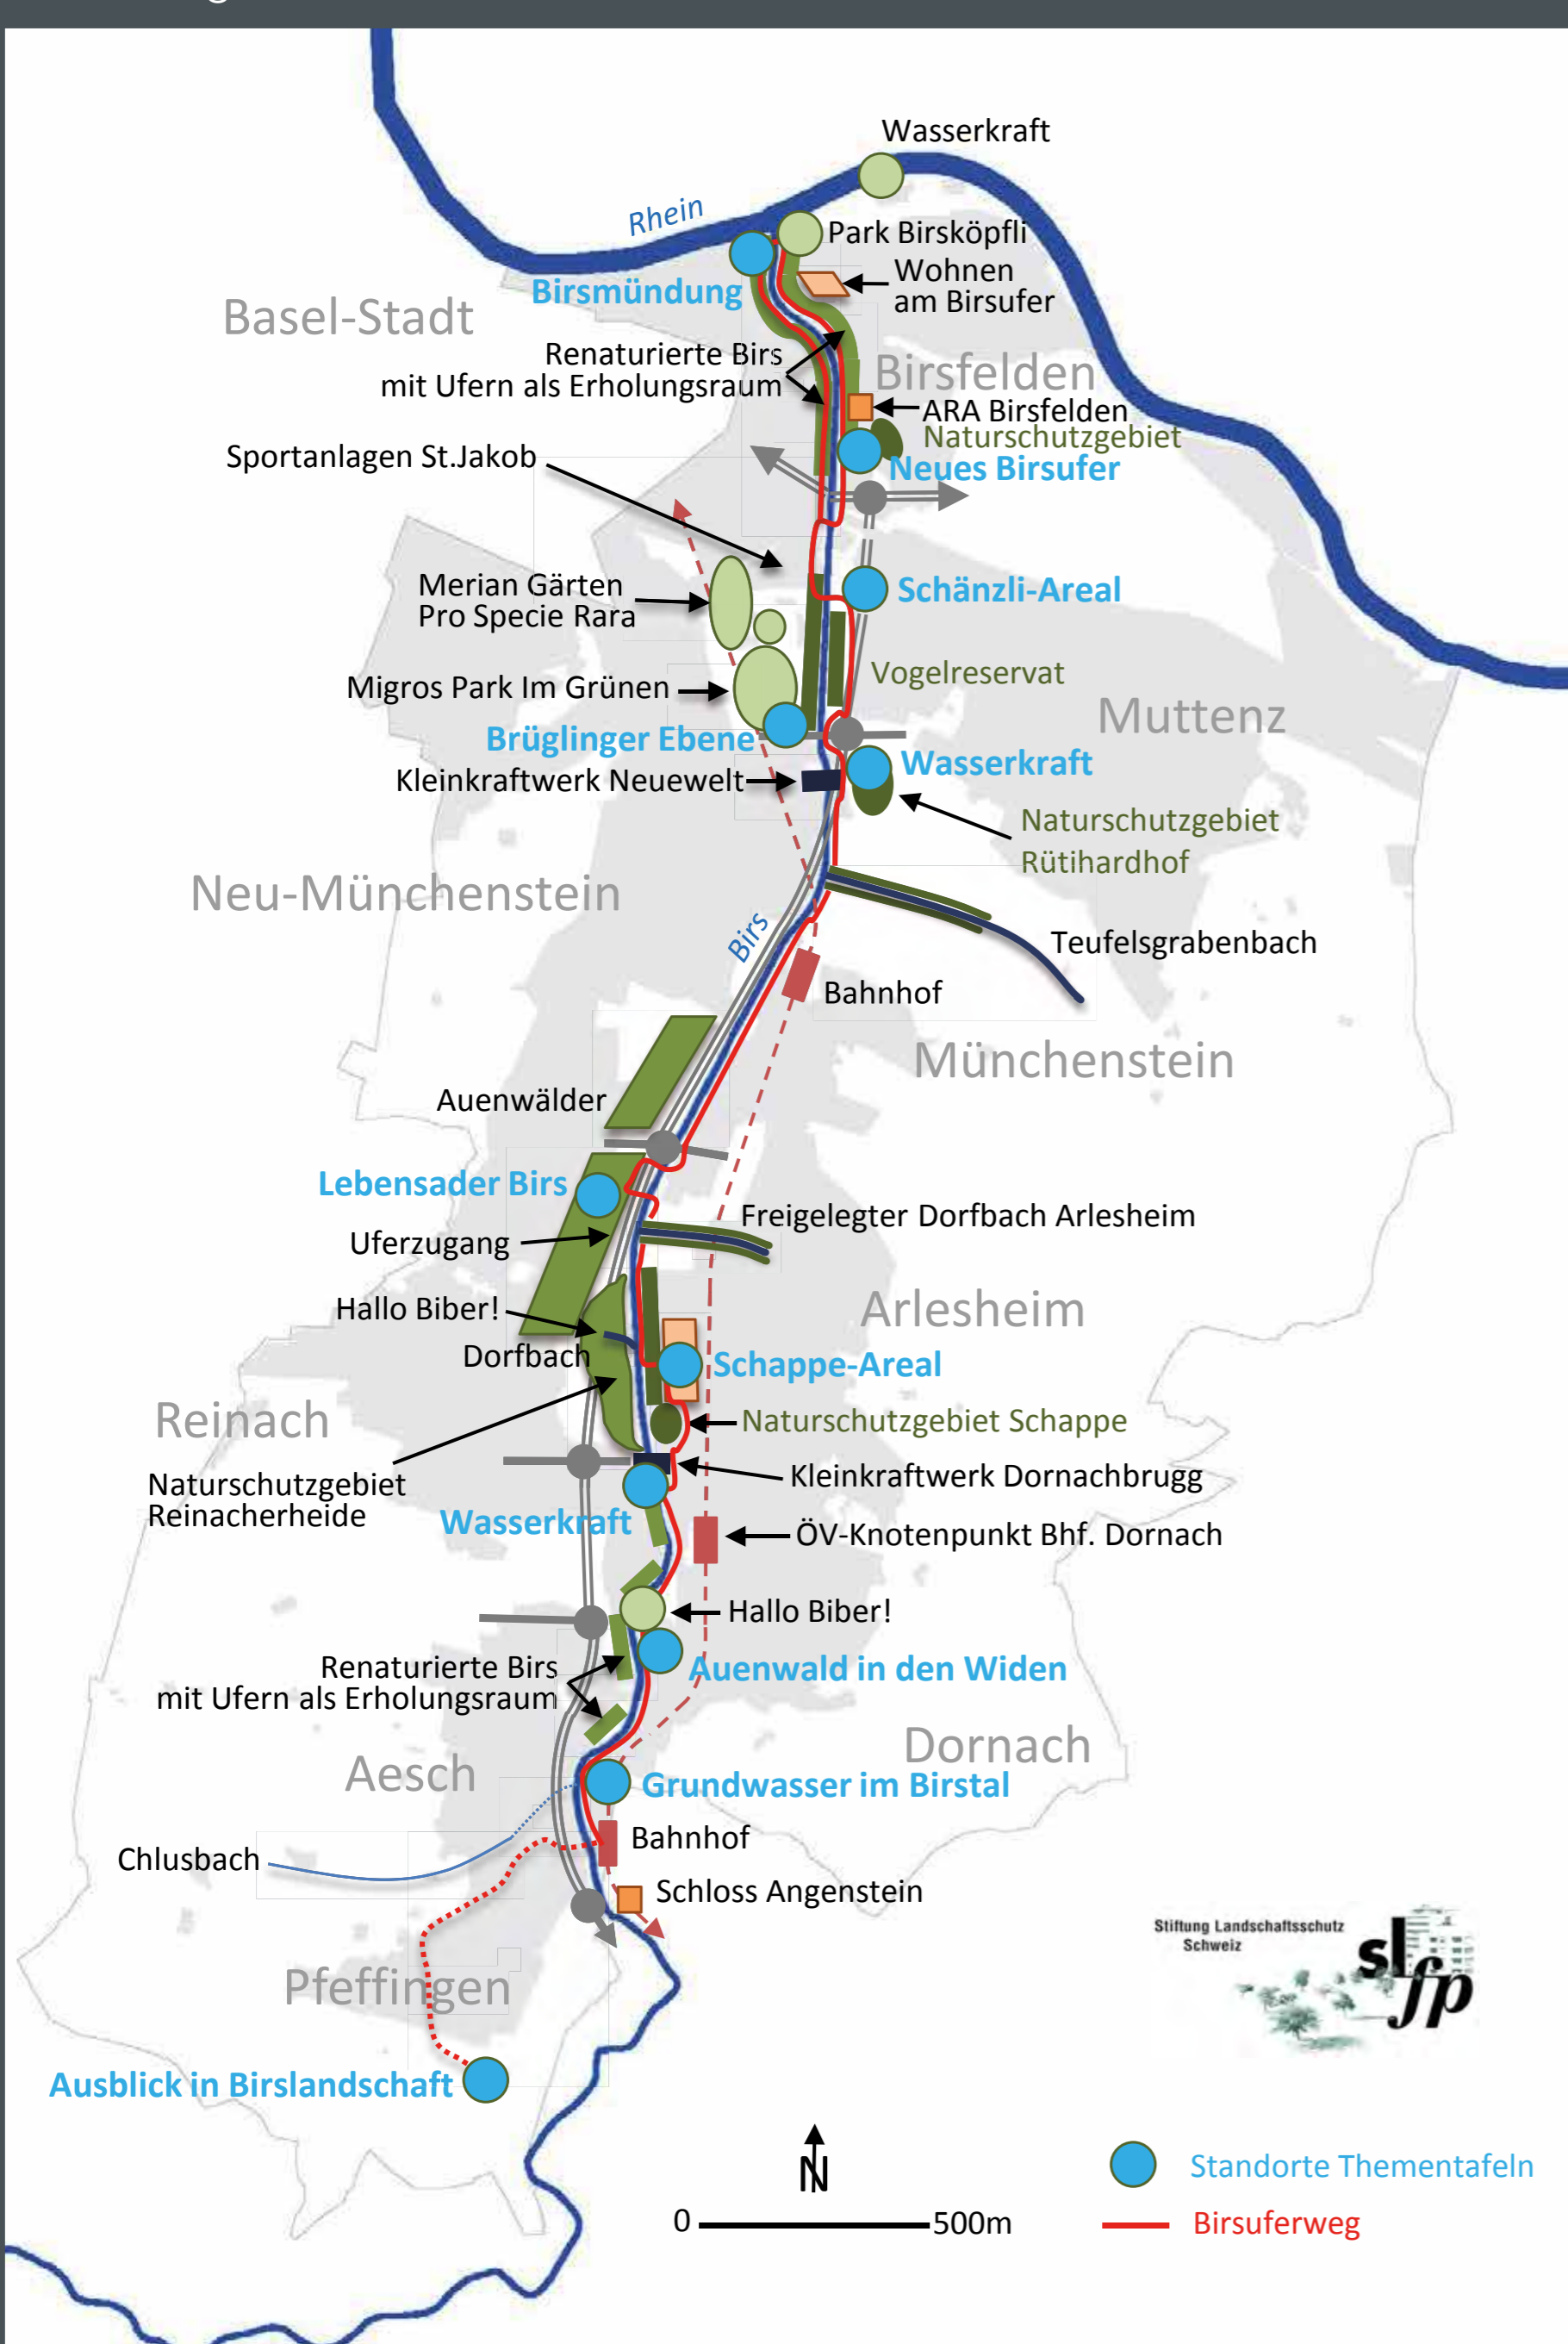 Wasserkraft
Rhein
Park Birsköpfli
Wohnen
am Birsufer
Birsmündung
Basel-Stadt
Renaturierte Birs
mit Ufern als Erholungsraum
Birsfelden
ARA Birsfelden
Naturschutzgebiet
Neues Birsufer
Sportanlagen St.Jakob
Merian Gärten
Pro Specie Rara
Schänzli-Areal
Vogelreservat
Migros Park Im Grünen
Muttenz
Brüglinger Ebene
Wasserkraft
Kleinkraftwerk Neuewelt
Naturschutzgebiet
Rütihardhof
Neu-Münchenstein
Birs
Teufelsgrabenbach
Bahnhof
Münchenstein
Auenwälder
Lebensader Birs
Freigelegter Dorfbach Arlesheim
Uferzugang
Hallo Biber!
Arlesheim
Dorfbach
Schappe-Areal
Reinach
Naturschutzgebiet Schappe
Naturschutzgebiet
Reinacherheide
Kleinkraftwerk Dornachbrugg
Wasserkraft
ÖV-Knotenpunkt Bhf. Dornach
Hallo Biber!
Renaturierte Birs
mit Ufern als Erholungsraum
Auenwald in den Widen
Dornach
Aesch
Grundwasser im Birstal
Bahnhof
Chlusbach
Schloss Angenstein
Stiftung Landschaftsschutz
Schweiz
sl
fp
Pfeffingen
Ausblick in Birslandschaft
N
0 500m
Standorte Thementafeln
Birsuferweg